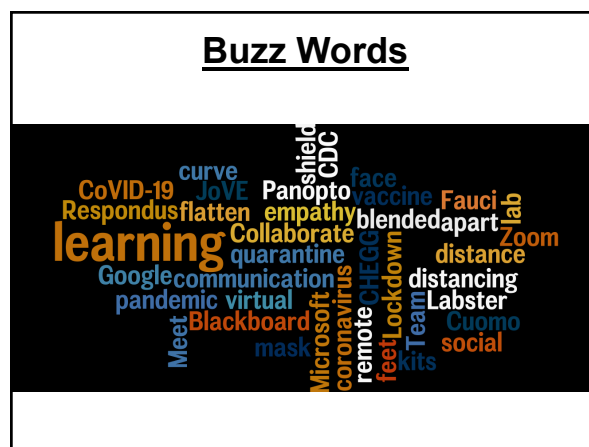 Buzz Words
shield
CDC
curve
face
CoVID-19
JoVE
Panopto
vaccine
Fauci
lab
Respondus
flatten
empathy
blended
apart
Zoom
learning
Collaborate
quarantine
CHEGG
Lockdown
distance
Google
communication
coronavirus
distancing
pandemic
virtual
Microsoft
remote
Team
Labster
Meet
Blackboard
Cuomo
mask
feet
kits
social